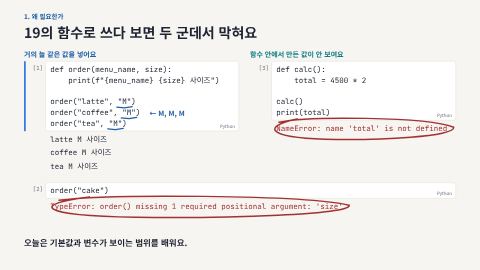 1. 왜 필요한가
19의 함수로 쓰다 보면 두 군데서 막혀요
거의 늘 같은 값을 넣어요
[1] def order(menu_name, size):
print(f"{menu_name} {size} 사이즈")
order("latte", "M")
order("coffee", "M") ← M, M, M
order("tea", "M")
Python
latte M 사이즈
coffee M 사이즈
tea M 사이즈
함수 안에서 만든 값이 안 보여요
[3] def calc():
total = 4500 * 2
calc()
print(total)
Python
NameError: name 'total' is not defined
[2] order("cake")
Python
TypeError: order() missing 1 required positional argument: 'size'
오늘은 기본값과 변수가 보이는 범위를 배워요.